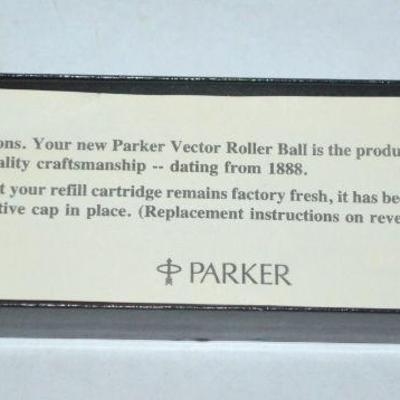 ons. Your new Parker Vector Roller Ball is the produ
ality craftsmanship -- dating from 1888.
t your refill cartridge remains factory fresh, it has be
tive cap in place. (Replacement instructions on reve
PARKER